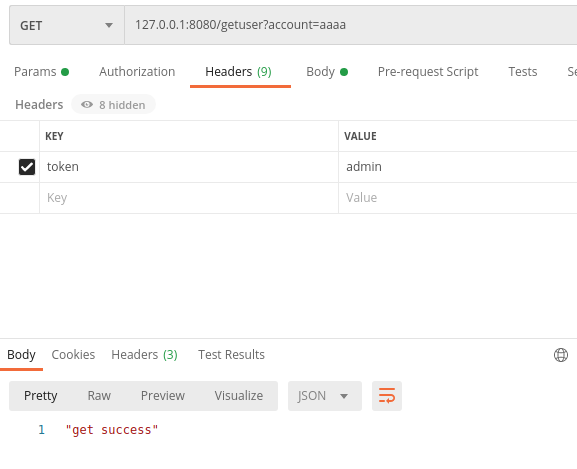 GET 127.0.0.1:8080/getuser?account=aaaa
Params Authorization Headers (9) Body Pre-request Script Tests Se
Headers 8 hidden
KEY VALUE
token admin
Key Value
Body Cookies Headers (3) Test Results
Pretty Raw Preview Visualize JSON
1 "get success"